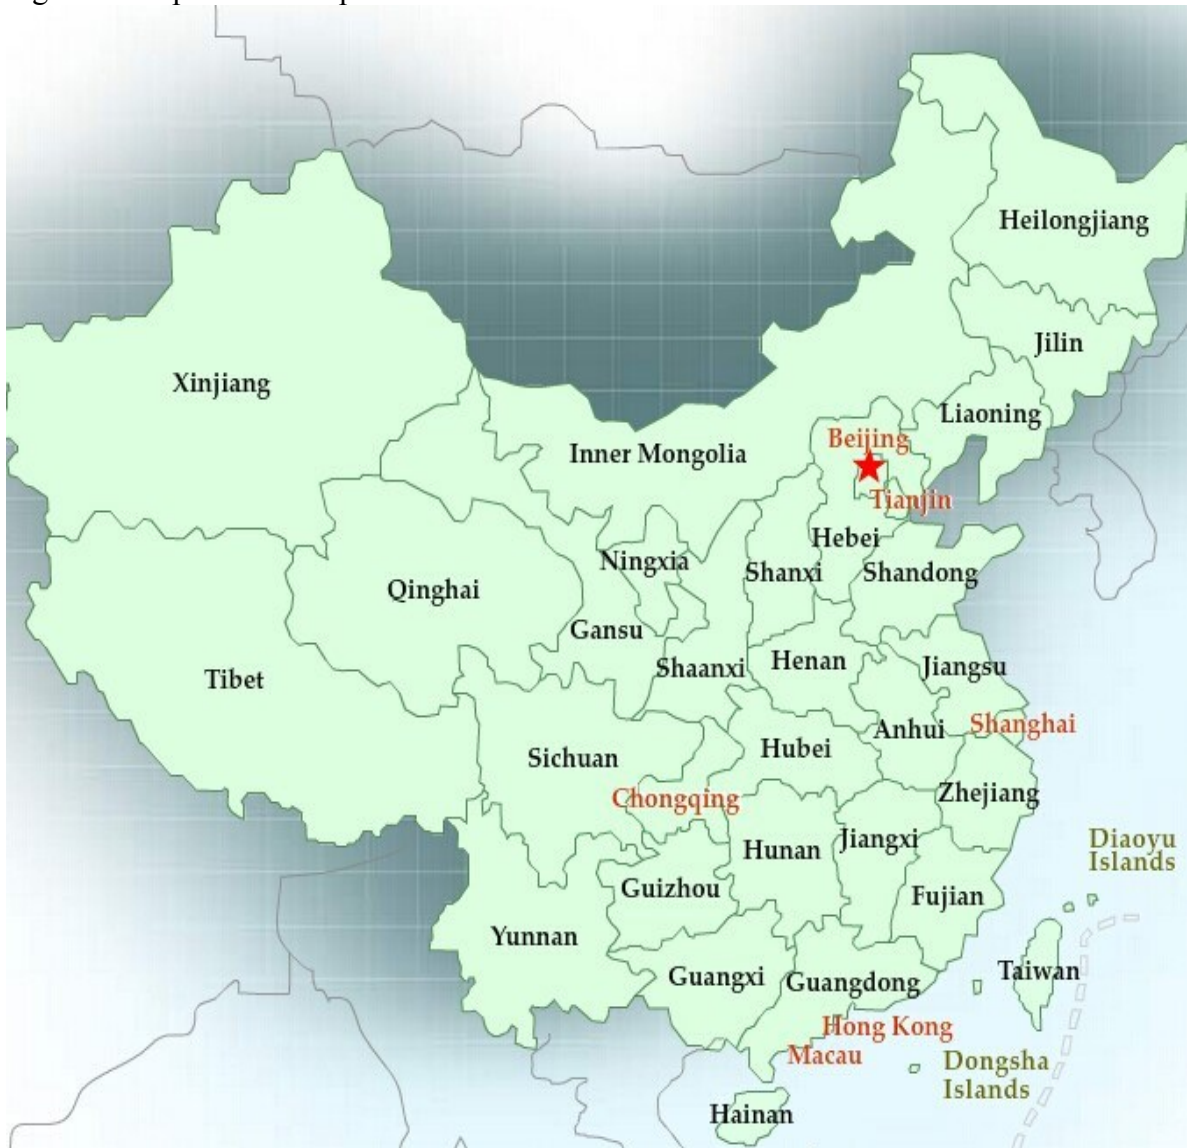 Heilongjiang
Jilin
Xinjiang
Liaoning
Beijing
Inner Mongolia
Tianjin
Hebei
Ningxia
Shanxi
Shandong
Qinghai
Gansu
Henan
Jiangsu
Shaanxi
Tibet
Shanghai
Anhui
Hubei
Sichuan
Zhejiang
Chongqing
Diaoyu
Islands
Jiangxi
Hunan
Guizhou
Fujian
Yunnan
Taiwan
Guangxi
Guangdong
Hong Kong
Macau
Dongsha
Islands
Hainan